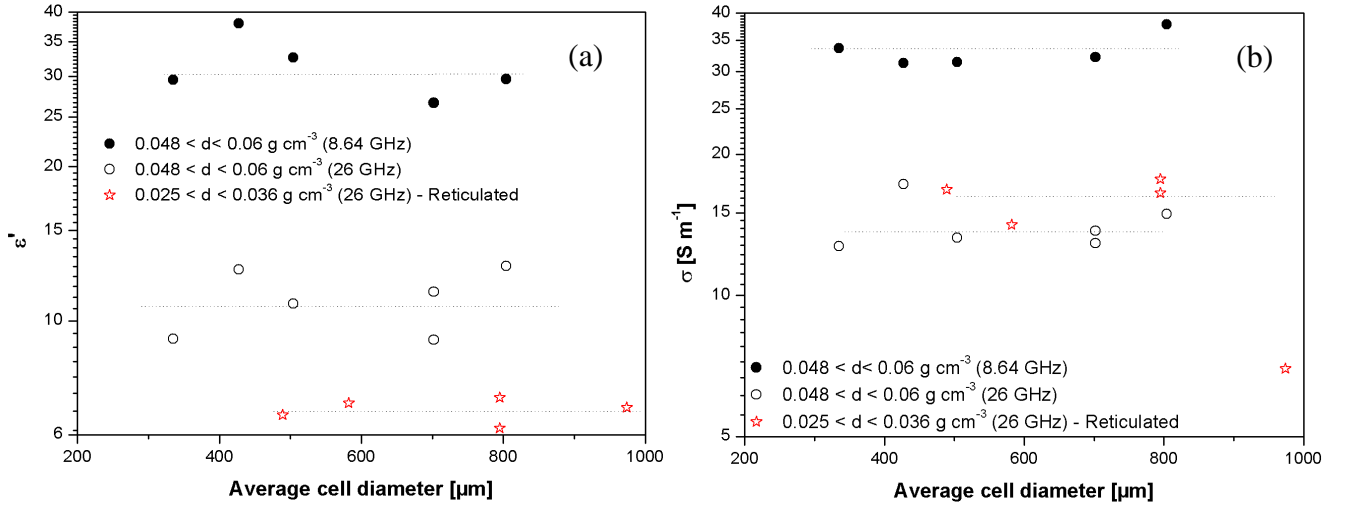 40
35
30
25
20
15
10
6
ε'
(a)
0.048 < d< 0.06 g cm⁻³ (8.64 GHz)
0.048 < d < 0.06 g cm⁻³ (26 GHz)
0.025 < d < 0.036 g cm⁻³ (26 GHz) - Reticulated
200 400 600 800 1000
Average cell diameter [µm]
40
35
30
25
20
15
10
5
σ [S m⁻¹]
(b)
0.048 < d< 0.06 g cm⁻³ (8.64 GHz)
0.048 < d < 0.06 g cm⁻³ (26 GHz)
0.025 < d < 0.036 g cm⁻³ (26 GHz) - Reticulated
200 400 600 800 1000
Average cell diameter [µm]